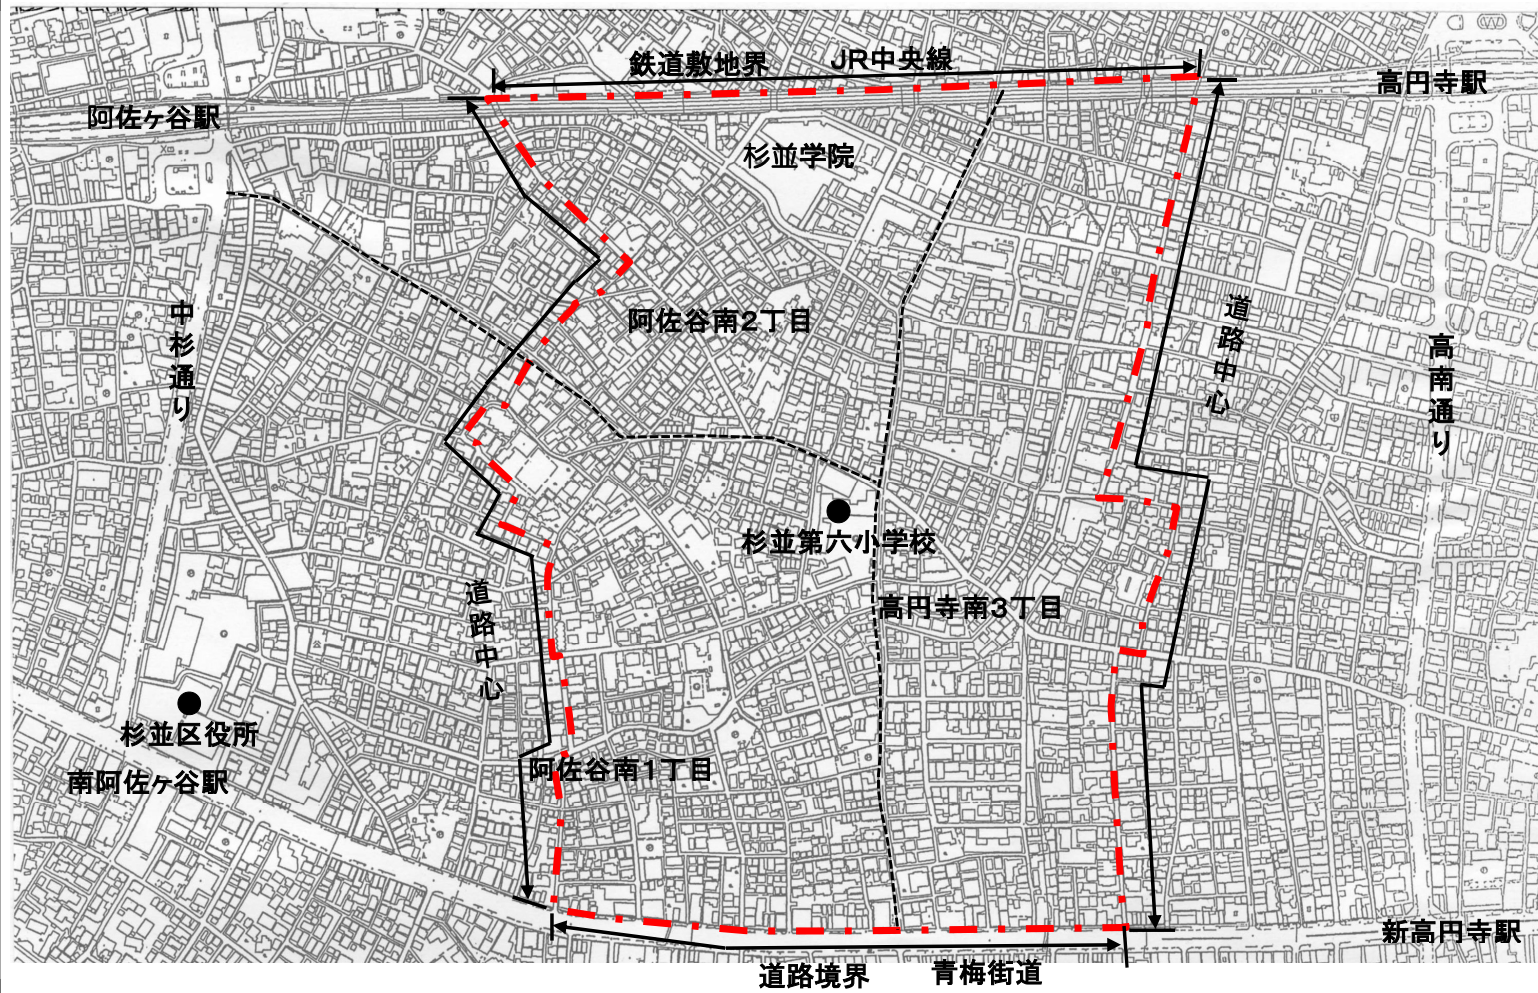 鉄道敷地界　JR中央線
高円寺駅
阿佐ヶ谷駅
杉並学院
中杉通り
阿佐谷南2丁目
道路中心
高南通り
杉並第六小学校
道路中心
高円寺南3丁目
杉並区役所
南阿佐ヶ谷駅
阿佐谷南1丁目
新高円寺駅
道路境界　青梅街道